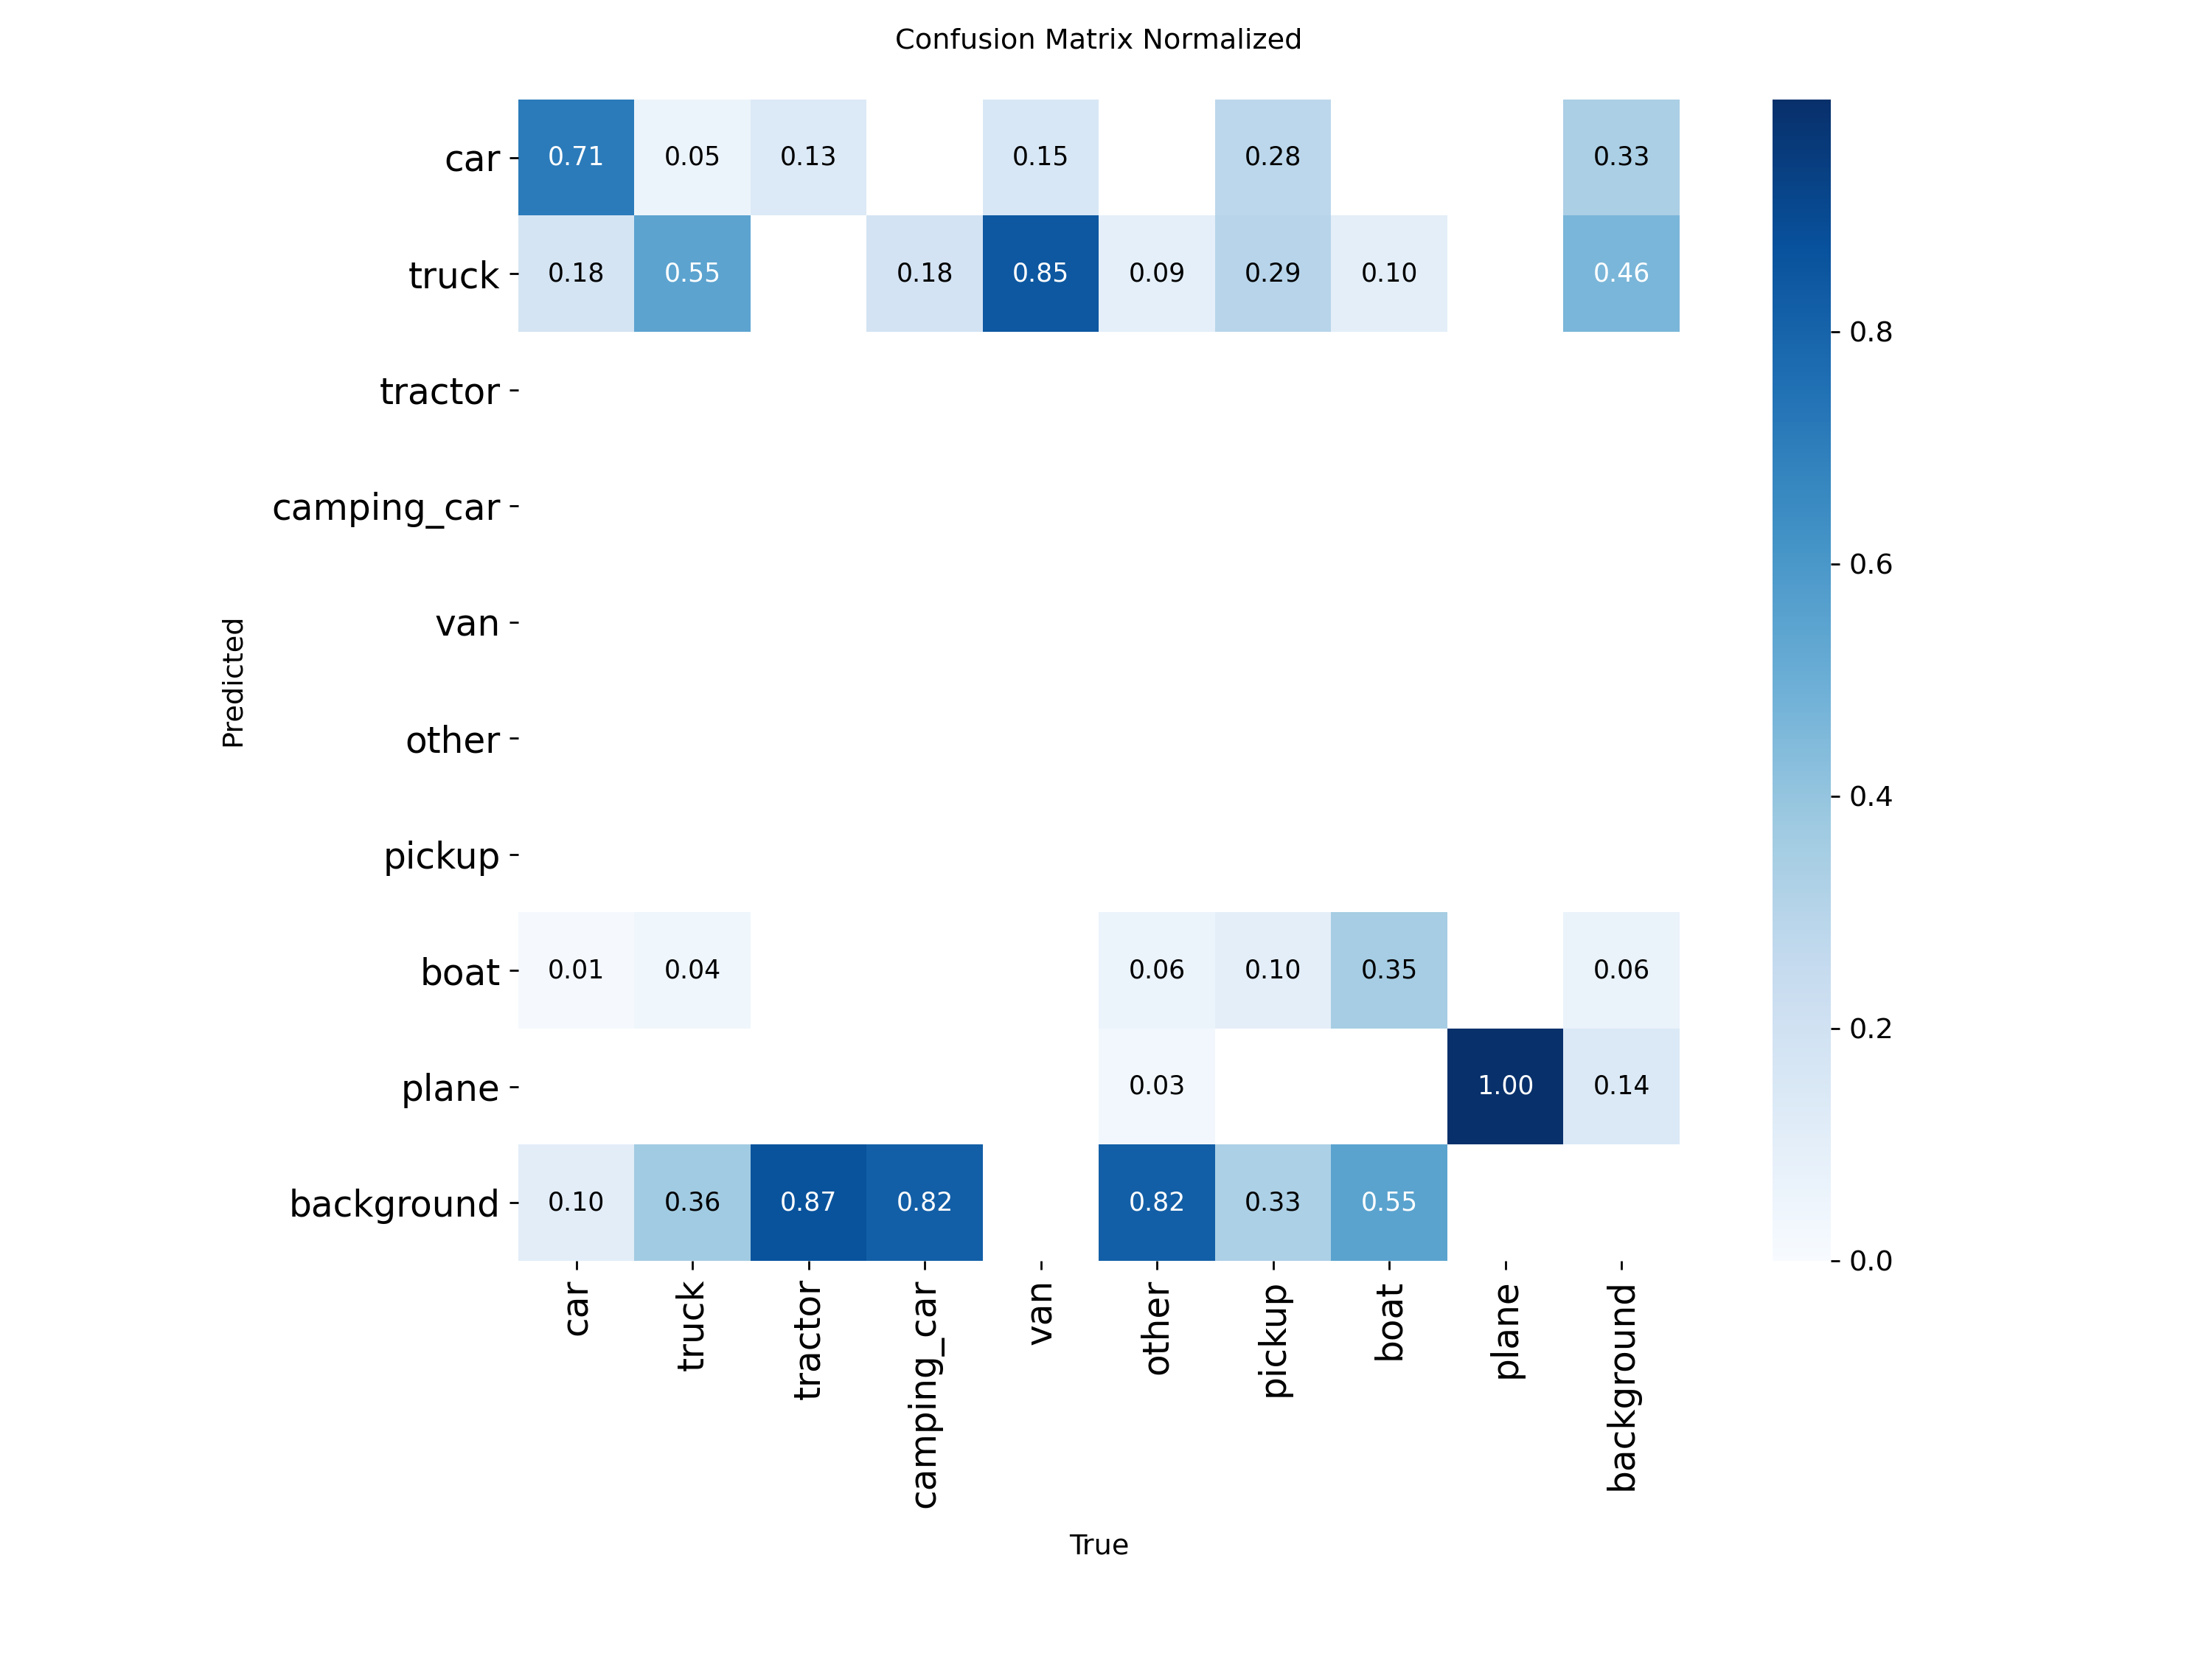 Confusion Matrix Normalized
car 0.71 0.05 0.13 0.15 0.28 0.33
truck 0.18 0.55 0.18 0.85 0.09 0.29 0.10 0.46
tractor
camping_car
van
other
pickup
boat 0.01 0.04 0.06 0.10 0.35 0.06
plane 0.03 1.00 0.14
background 0.10 0.36 0.87 0.82 0.82 0.33 0.55
Predicted
car truck tractor camping_car van other pickup boat plane background
True
0.8
0.6
0.4
0.2
0.0